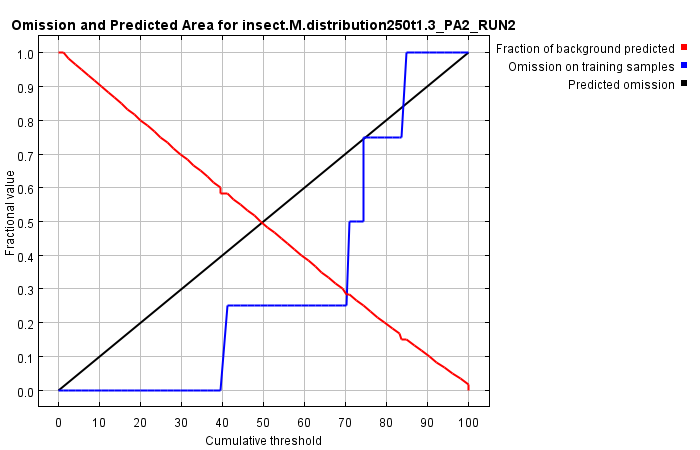 Omission and Predicted Area for insect.M.distribution250t1.3_PA2_RUN2
Fraction of background predicted
Omission on training samples
Predicted omission
Fractional value
1.0
0.9
0.8
0.7
0.6
0.5
0.4
0.3
0.2
0.1
0.0
0 10 20 30 40 50 60 70 80 90 100
Cumulative threshold